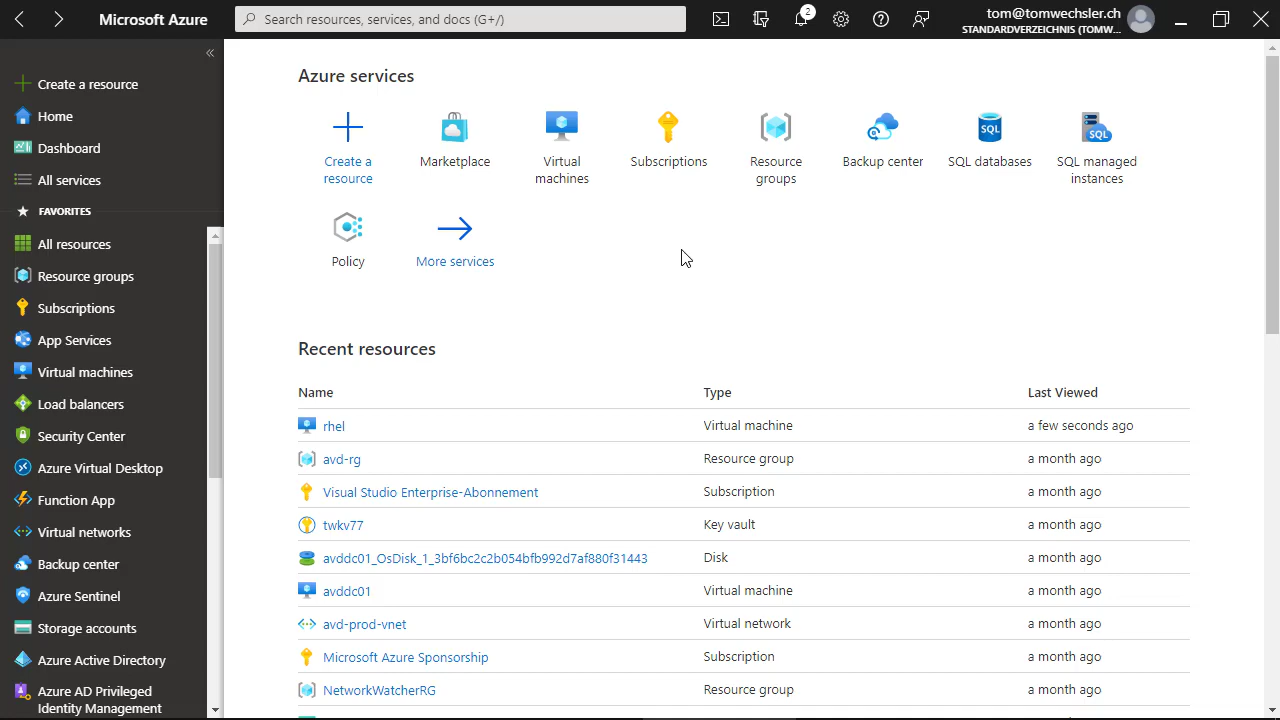 Microsoft Azure
Search resources, services, and docs (G+/)
2
tom@tomwechsler.ch
STANDARDVERZEICHNIS (TOMW...
Create a resource
Home
Dashboard
All services
FAVORITES
All resources
Resource groups
Subscriptions
App Services
Virtual machines
Load balancers
Security Center
Azure Virtual Desktop
Function App
Virtual networks
Backup center
Azure Sentinel
Storage accounts
Azure Active Directory
Azure AD Privileged
Identity Management
Azure services
Create a
resource
Marketplace
Virtual
machines
Subscriptions
Resource
groups
Backup center
SQL
SQL databases
SQL
SQL managed
instances
Policy
More services
Recent resources
Name Type Last Viewed
rhel Virtual machine a few seconds ago
avd-rg Resource group a month ago
Visual Studio Enterprise-Abonnement Subscription a month ago
twkv77 Key vault a month ago
avddc01_OsDisk_1_3bf6bc2c2b054bfb992d7af880f31443 Disk a month ago
avddc01 Virtual machine a month ago
avd-prod-vnet Virtual network a month ago
Microsoft Azure Sponsorship Subscription a month ago
NetworkWatcherRG Resource group a month ago